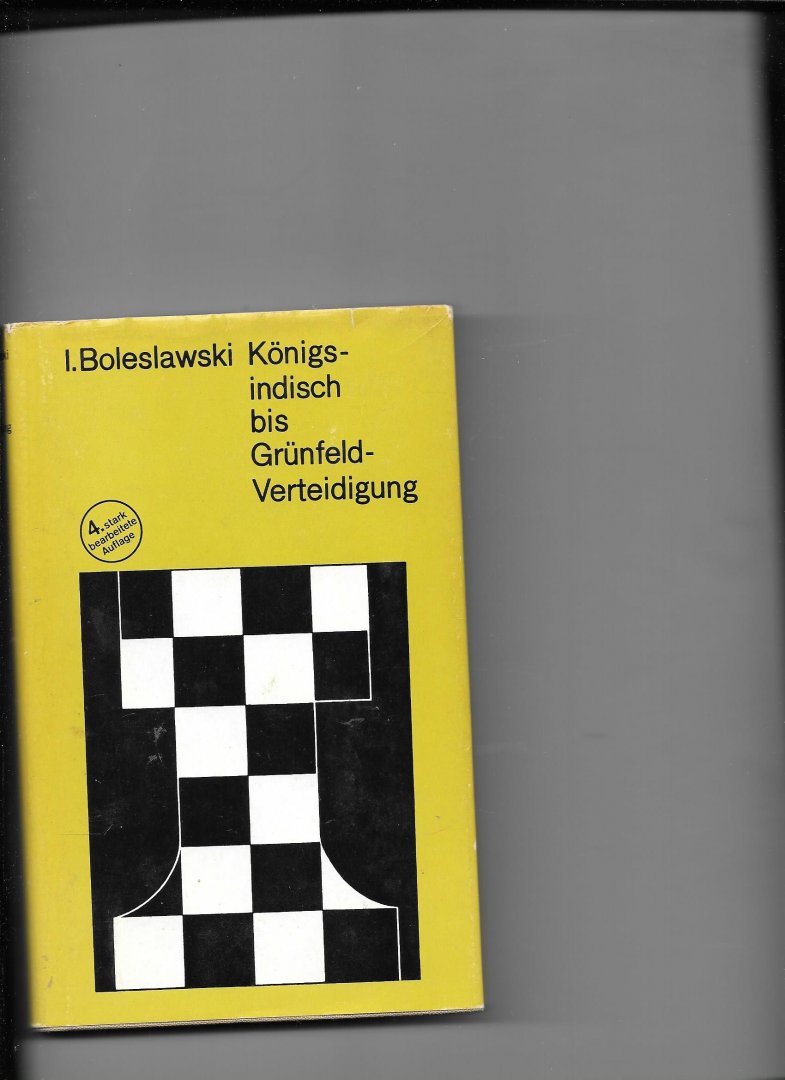 I.Boleslawski Königs-
indisch
bis
Grünfeld-
Verteidigung
4. stark
bearbeitete
Auflage